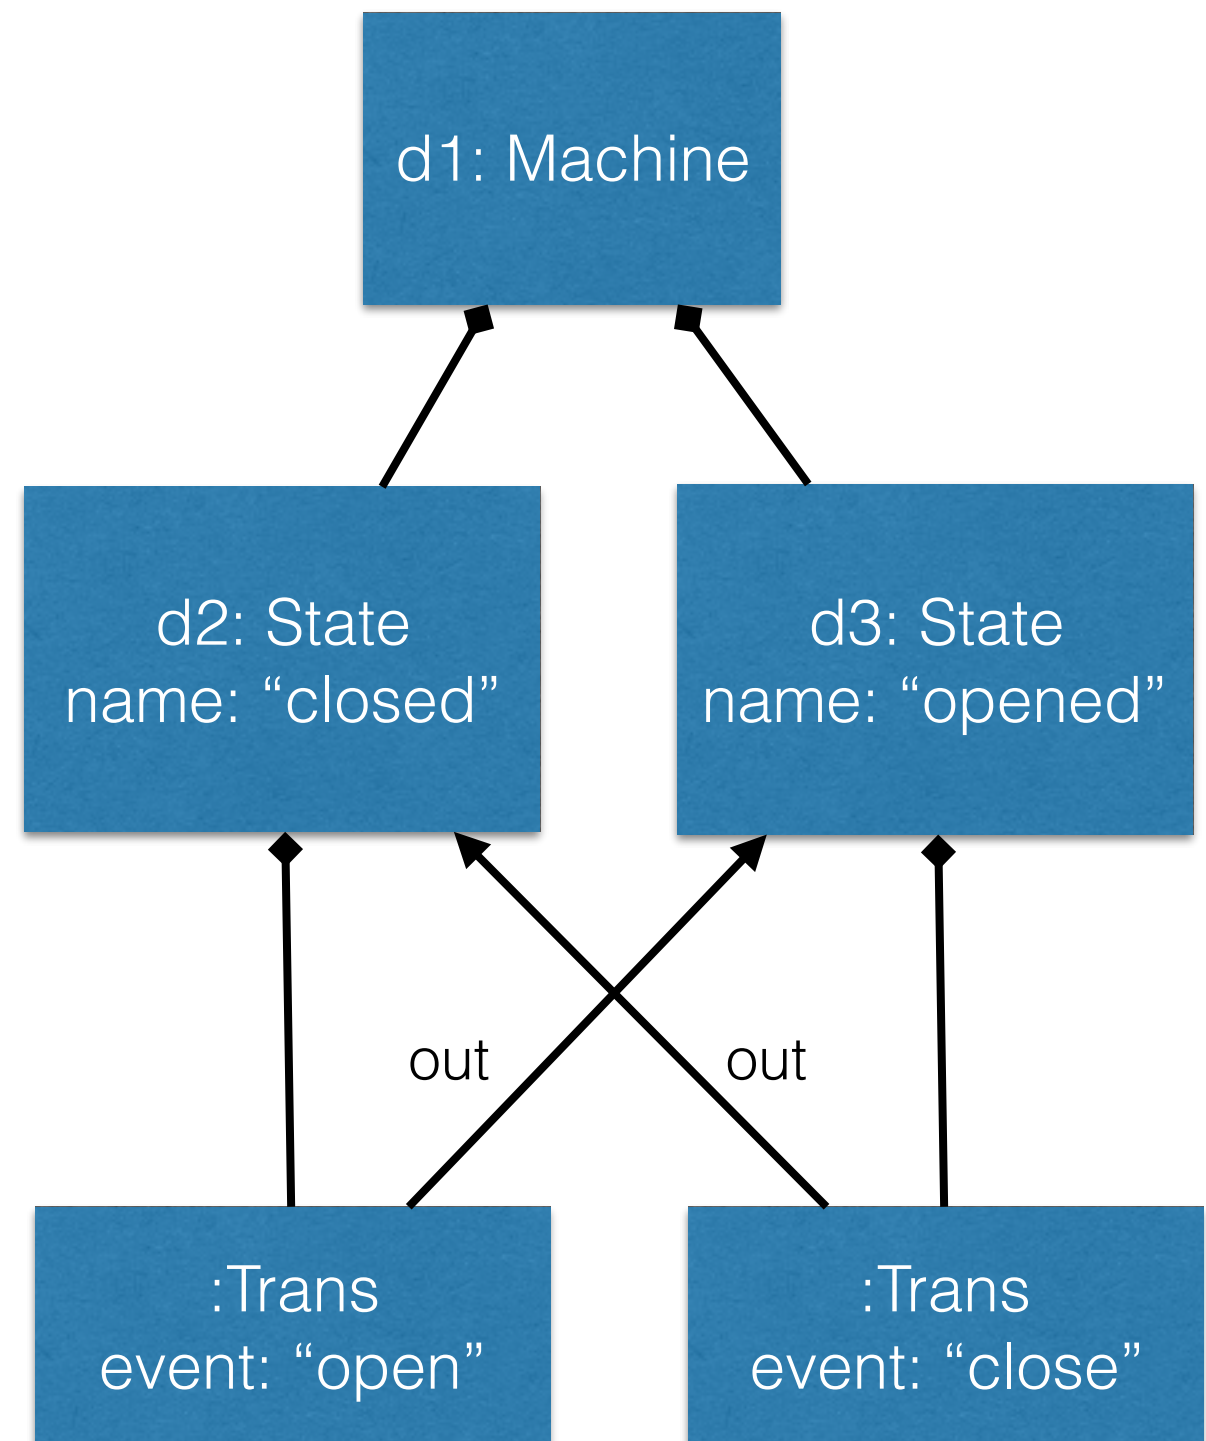 d1: Machine
d2: State
name: “closed”
d3: State
name: “opened”
out
out
:Trans
event: “open”
:Trans
event: “close”